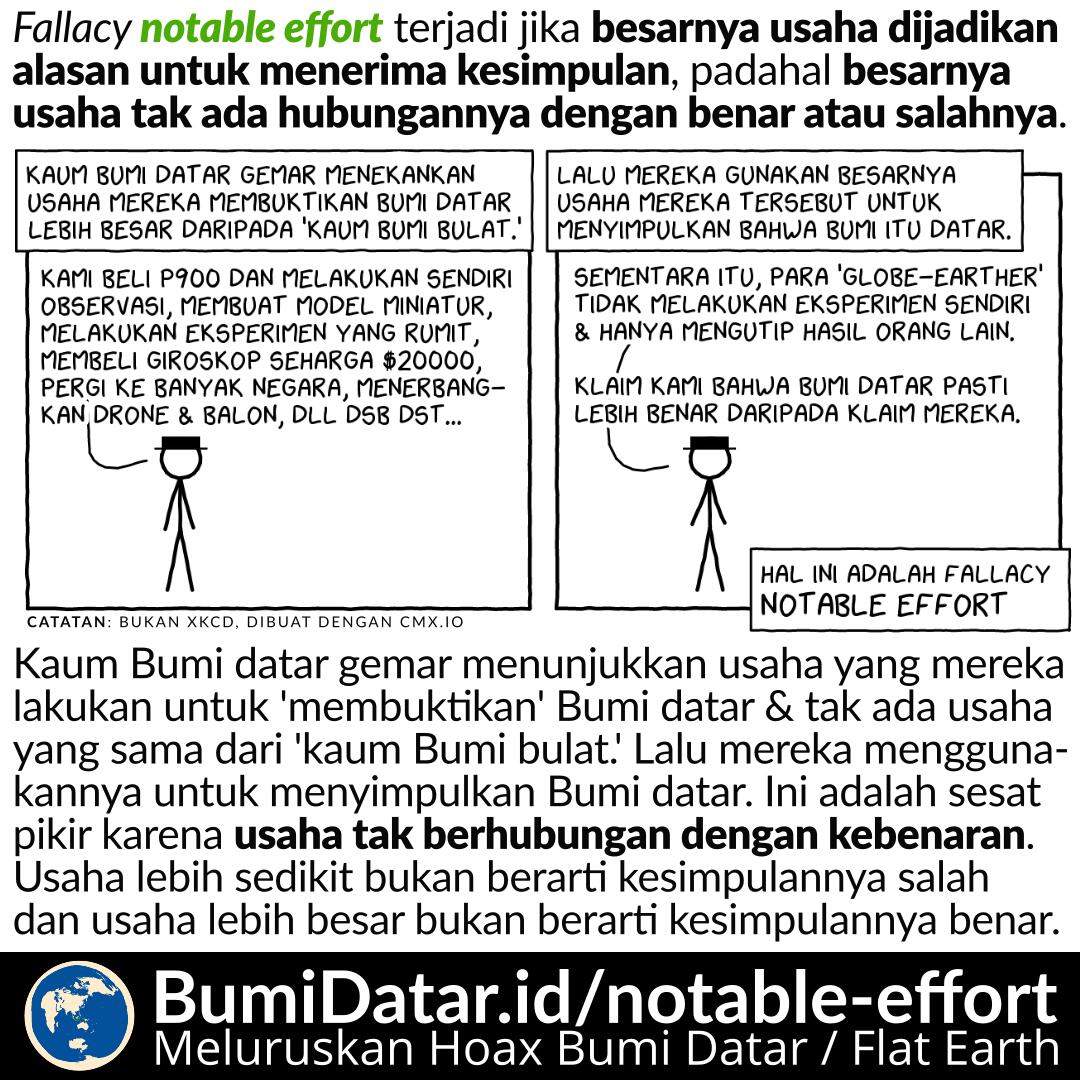 Fallacy notable effort terjadi jika besarnya usaha dijadikan
alasan untuk menerima kesimpulan, padahal besarnya
usaha tak ada hubungannya dengan benar atau salahnya.
KAUM BUMI DATAR GEMAR MENEKANKAN
USAHA MEREKA MEMBUKTIKAN BUMI DATAR
LEBIH BESAR DARIPADA 'KAUM BUMI BULAT.'
KAMI BELI P900 DAN MELAKUKAN SENDIRI
OBSERVASI, MEMBUAT MODEL MINIATUR,
MELAKUKAN EKSPERIMEN YANG RUMIT,
MEMBELI GIROSKOP SEHARGA $20000,
PERGI KE BANYAK NEGARA, MENERBANG-
KAN DRONE & BALON, DLL DSB DST...
LALU MEREKA GUNAKAN BESARNYA
USAHA MEREKA TERSEBUT UNTUK
MENYIMPULKAN BAHWA BUMI ITU DATAR.
SEMENTARA ITU, PARA 'GLOBE-EARTHER'
TIDAK MELAKUKAN EKSPERIMEN SENDIRI
& HANYA MENGUTIP HASIL ORANG LAIN.
KLAIM KAMI BAHWA BUMI DATAR PASTI
LEBIH BENAR DARIPADA KLAIM MEREKA.
HAL INI ADALAH FALLACY
NOTABLE EFFORT
CATATAN: BUKAN XKCD, DIBUAT DENGAN CMX.IO
Kaum Bumi datar gemar menunjukkan usaha yang mereka
lakukan untuk 'membuktikan' Bumi datar & tak ada usaha
yang sama dari 'kaum Bumi bulat.' Lalu mereka mengguna-
kannya untuk menyimpulkan Bumi datar. Ini adalah sesat
pikir karena usaha tak berhubungan dengan kebenaran.
Usaha lebih sedikit bukan berarti kesimpulannya salah
dan usaha lebih besar bukan berarti kesimpulannya benar.
BumiDatar.id/notable-effort
Meluruskan Hoax Bumi Datar / Flat Earth